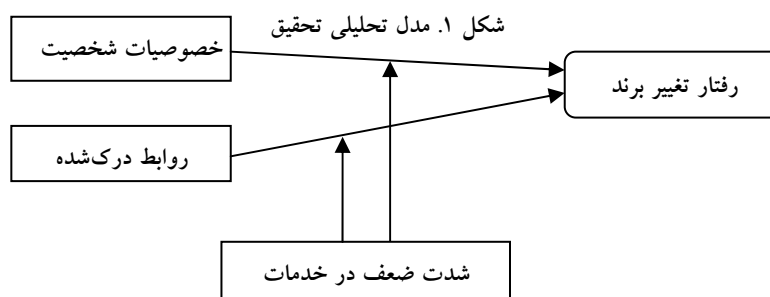 شکل ۱. مدل تحلیلی تحقیق
خصوصیات شخصیت
رفتار تغییر برند
روابط درک‌شده
شدت ضعف در خدمات